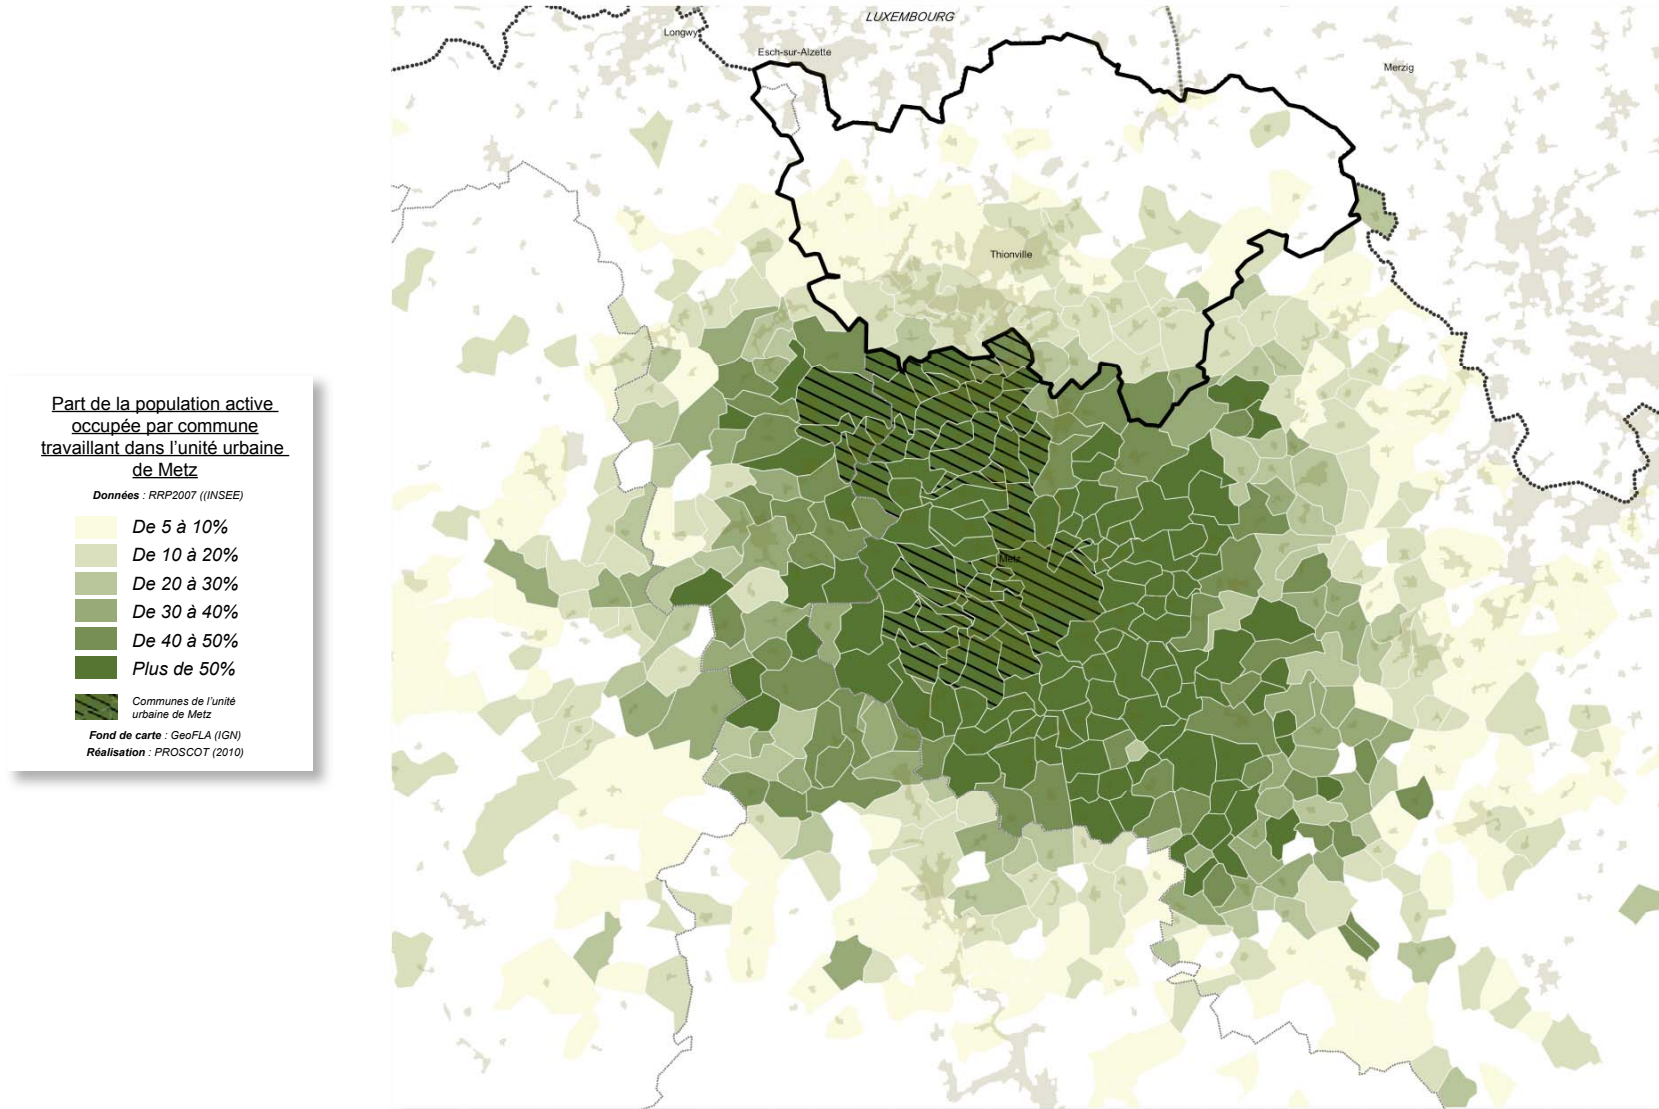 LUXEMBOURG
Longwy
Esch-sur-Alzette
Merzig
Thionville
Metz
Part de la population active
occupée par commune
travaillant dans l'unité urbaine
de Metz
Données : RRP2007 ((INSEE)
De 5 à 10%
De 10 à 20%
De 20 à 30%
De 30 à 40%
De 40 à 50%
Plus de 50%
Communes de l'unité
urbaine de Metz
Fond de carte : GeoFLA (IGN)
Réalisation : PROSCOT (2010)